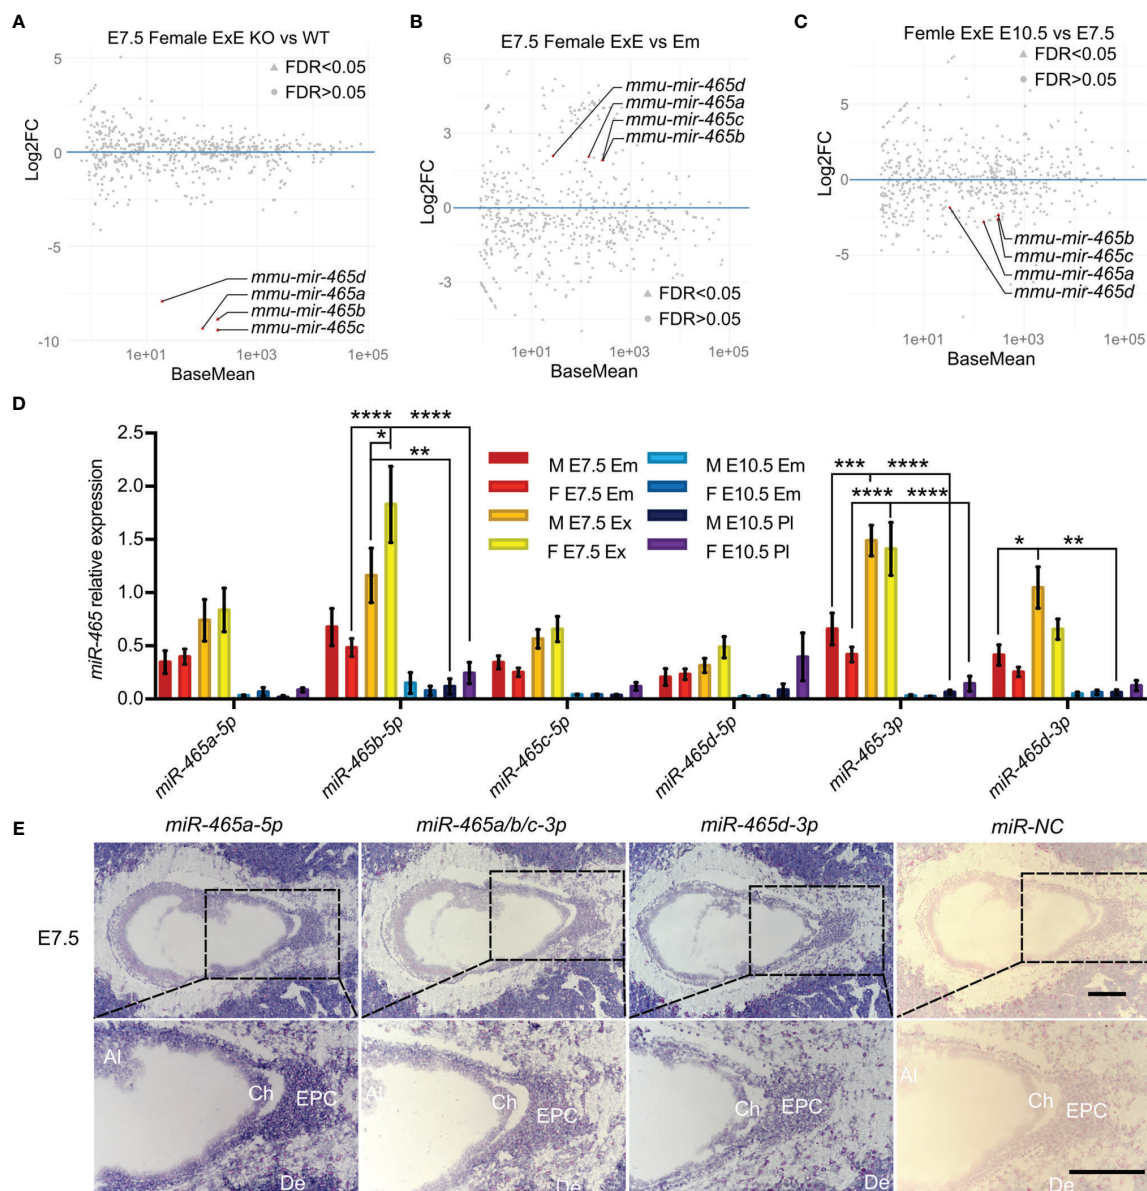 A
E7.5 Female ExE KO vs WT
FDR<0.05
FDR>0.05
Log2FC
5
0
-5
-10
mmu-mir-465d
mmu-mir-465a
mmu-mir-465b
mmu-mir-465c
1e+01
1e+03
1e+05
BaseMean
B
E7.5 Female ExE vs Em
Log2FC
6
3
0
-3
mmu-mir-465d
mmu-mir-465a
mmu-mir-465c
mmu-mir-465b
FDR<0.05
FDR>0.05
1e+01
1e+03
1e+05
BaseMean
C
Femle ExE E10.5 vs E7.5
FDR<0.05
FDR>0.05
Log2FC
5
0
-5
mmu-mir-465b
mmu-mir-465c
mmu-mir-465a
mmu-mir-465d
1e+01
1e+03
1e+05
BaseMean
D
miR-465 relative expression
2.5
2.0
1.5
1.0
0.5
0.0
**** ****
*
**
M E7.5 Em
F E7.5 Em
M E7.5 Ex
F E7.5 Ex
M E10.5 Em
F E10.5 Em
M E10.5 Pl
F E10.5 Pl
*** ****
**** ****
* **
miR-465a-5p
miR-465b-5p
miR-465c-5p
miR-465d-5p
miR-465-3p
miR-465d-3p
E
miR-465a-5p
miR-465a/b/c-3p
miR-465d-3p
miR-NC
E7.5
Al
Ch
EPC
De
Al
Ch
EPC
De
Ch
EPC
De
Al
Ch
EPC
De